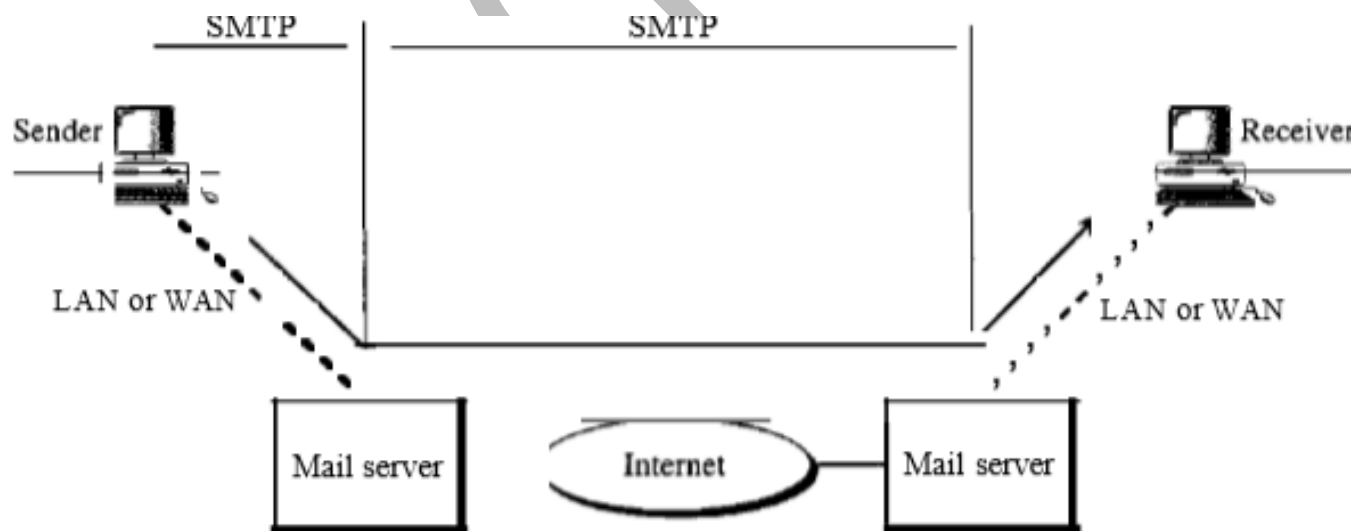 SMTP
SMTP
Sender
Receiver
LAN or WAN
LAN or WAN
Mail server
Internet
Mail server